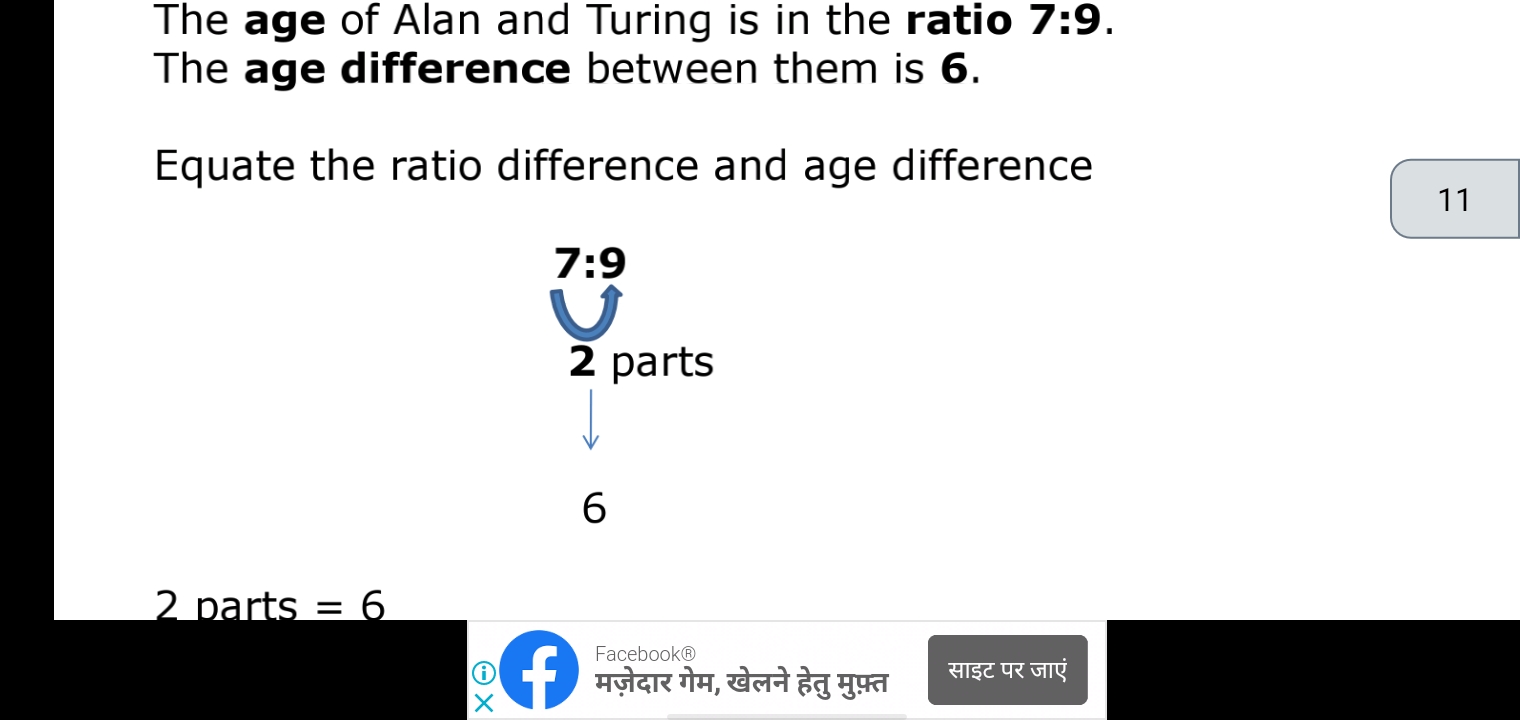 The age of Alan and Turing is in the ratio 7:9.
The age difference between them is 6.
Equate the ratio difference and age difference
11
7:9
2 parts
6
2 parts = 6
Facebook®
मज़ेदार गेम, खेलने हेतु मुफ़्त
साइट पर जाएं